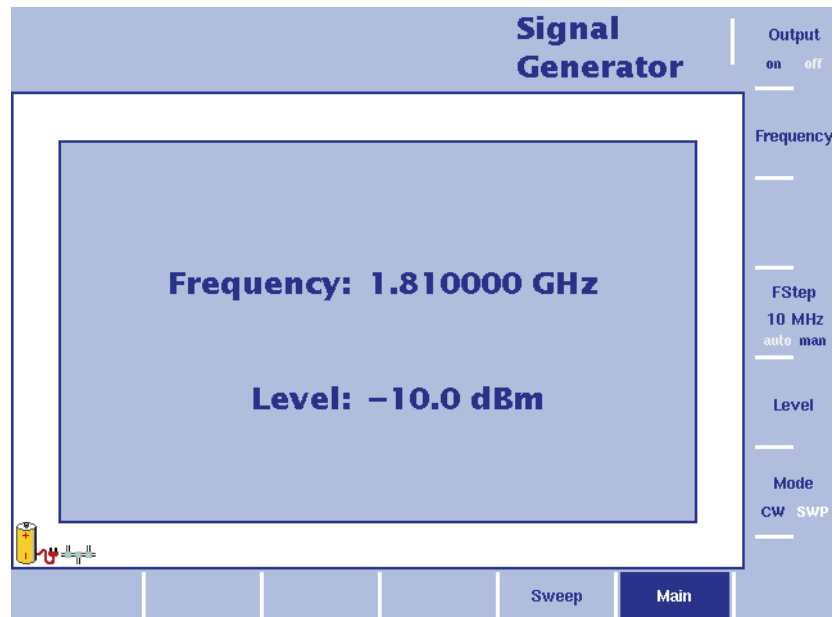 Signal
Generator
Output
on off
Frequency
Frequency: 1.810000 GHz
FStep
10 MHz
auto man
Level: −10.0 dBm
Level
Mode
CW SWP
Sweep Main